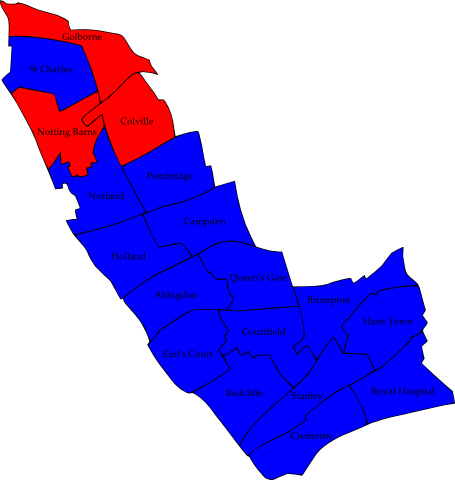 Golborne
St Charles
Notting Barns
Colville
Pembridge
Norland
Campden
Holland
Queen's Gate
Abingdon
Brompton
Hans Town
Courtfield
Earl's Court
Redcliffe
Stanley
Royal Hospital
Cremorne